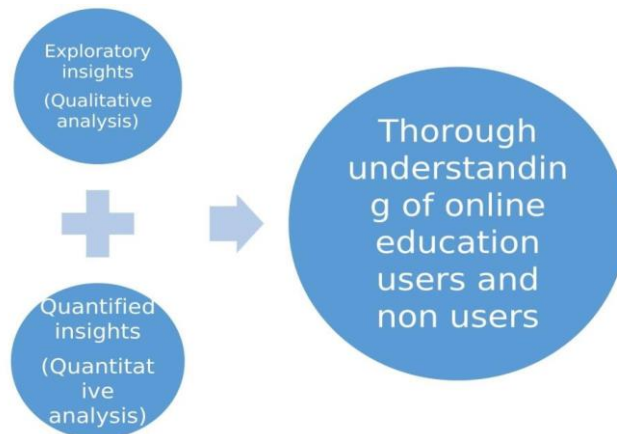 Exploratory
insights
(Qualitative
analysis)
Quantified
insights
(Quantitat
ive
analysis)
Thorough
understandin
g of online
education
users and
non users